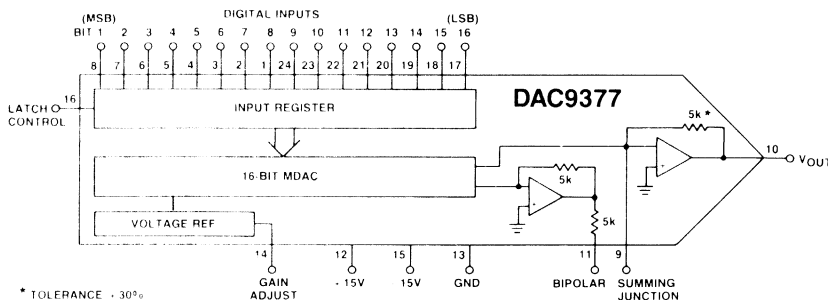 DIGITAL INPUTS
(MSB) (LSB)
BIT 1 2 3 4 5 6 7 8 9 10 11 12 13 14 15 16
8 7 6 5 4 3 2 1 24 23 22 21 20 19 18 17
16
LATCH
CONTROL
INPUT REGISTER
DAC9377
5k *
10
VOUT
16-BIT MDAC
5k
5k
VOLTAGE REF
14 12 15 13 11 9
GAIN
ADJUST
- 15V
15V
GND
BIPOLAR
SUMMING
JUNCTION
* TOLERANCE · 30%